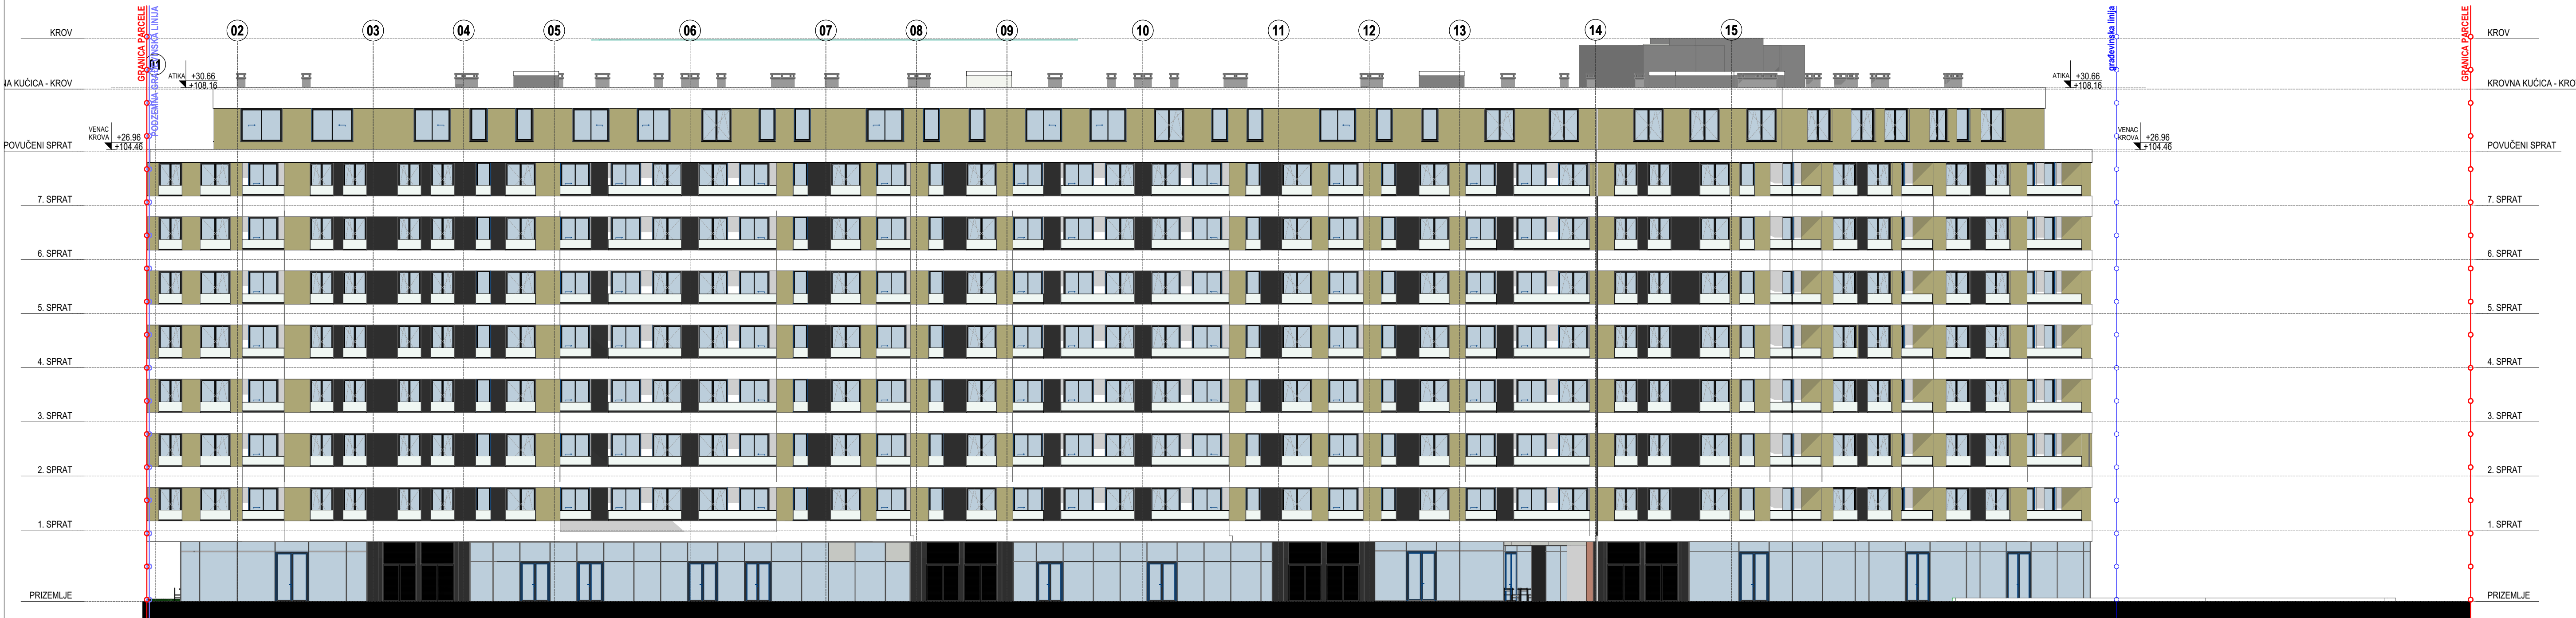 02 03 04 05 06 07 08 09 10 11 12 13 14 15
01
GRANICA PARCELE
PODZEMNA GRAĐEVINSKA LINIJA
građevinska linija
GRANICA PARCELE
KROV
KROV
ATIKA +30.66
+108.16
ATIKA +30.66
+108.16
NA KUĆICA - KROV
KROVNA KUĆICA - KRO
VENAC
KROVA +26.96
+104.46
VENAC
KROVA +26.96
+104.46
POVUČENI SPRAT
POVUČENI SPRAT
7. SPRAT
7. SPRAT
6. SPRAT
6. SPRAT
5. SPRAT
5. SPRAT
4. SPRAT
4. SPRAT
3. SPRAT
3. SPRAT
2. SPRAT
2. SPRAT
1. SPRAT
1. SPRAT
PRIZEMLJE
PRIZEMLJE